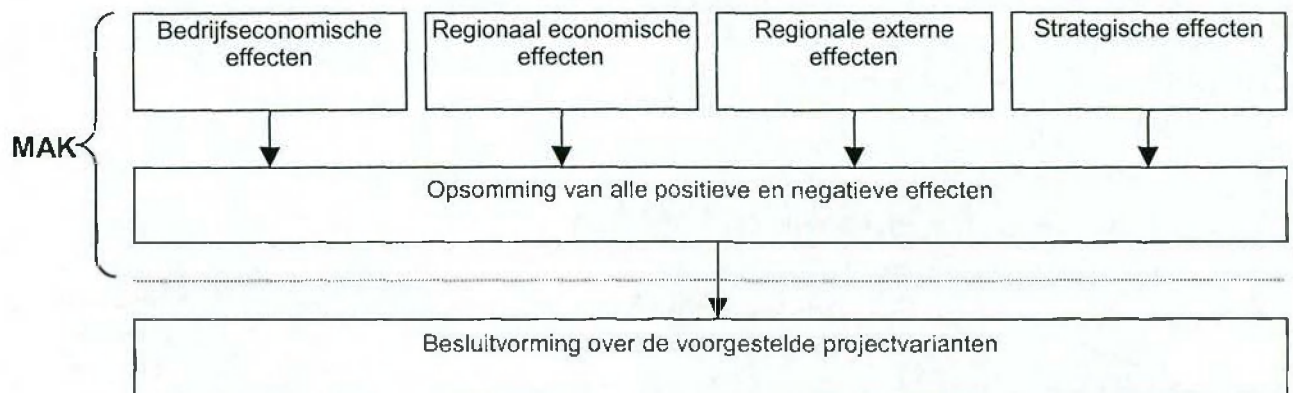 Bedrijfseconomische
effecten
Regionaal economische
effecten
Regionale externe
effecten
Strategische effecten
MAK
Opsomming van alle positieve en negatieve effecten
Besluitvorming over de voorgestelde projectvarianten